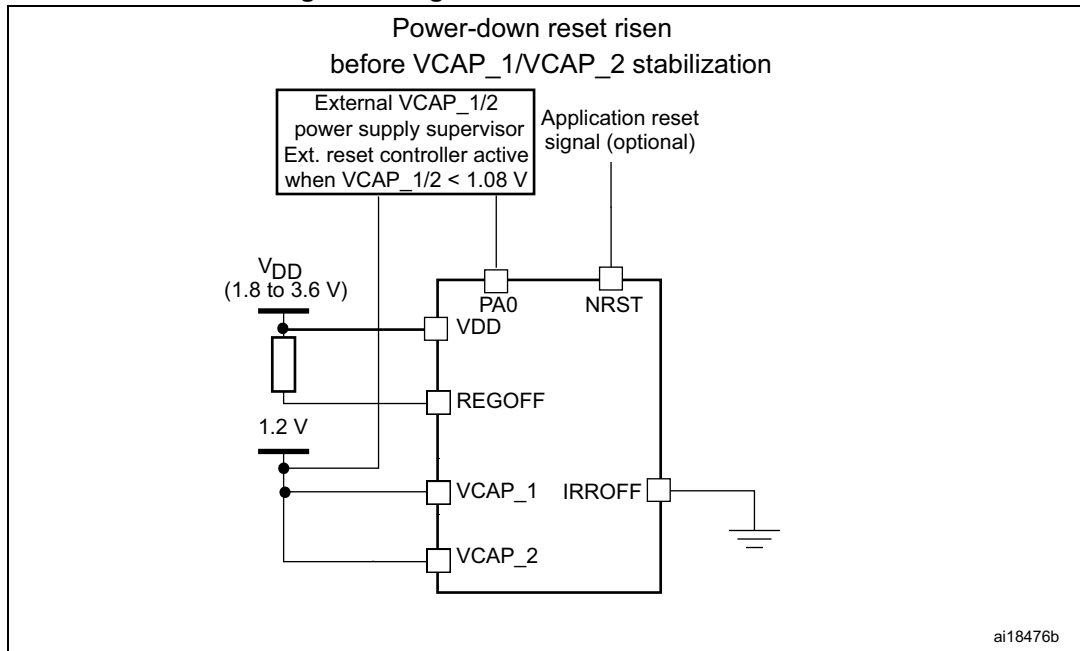 Power-down reset risen
before VCAP_1/VCAP_2 stabilization
External VCAP_1/2
power supply supervisor
Ext. reset controller active
when VCAP_1/2 < 1.08 V
Application reset
signal (optional)
VDD
(1.8 to 3.6 V)
PA0
NRST
VDD
REGOFF
1.2 V
VCAP_1
IRROFF
VCAP_2
ai18476b